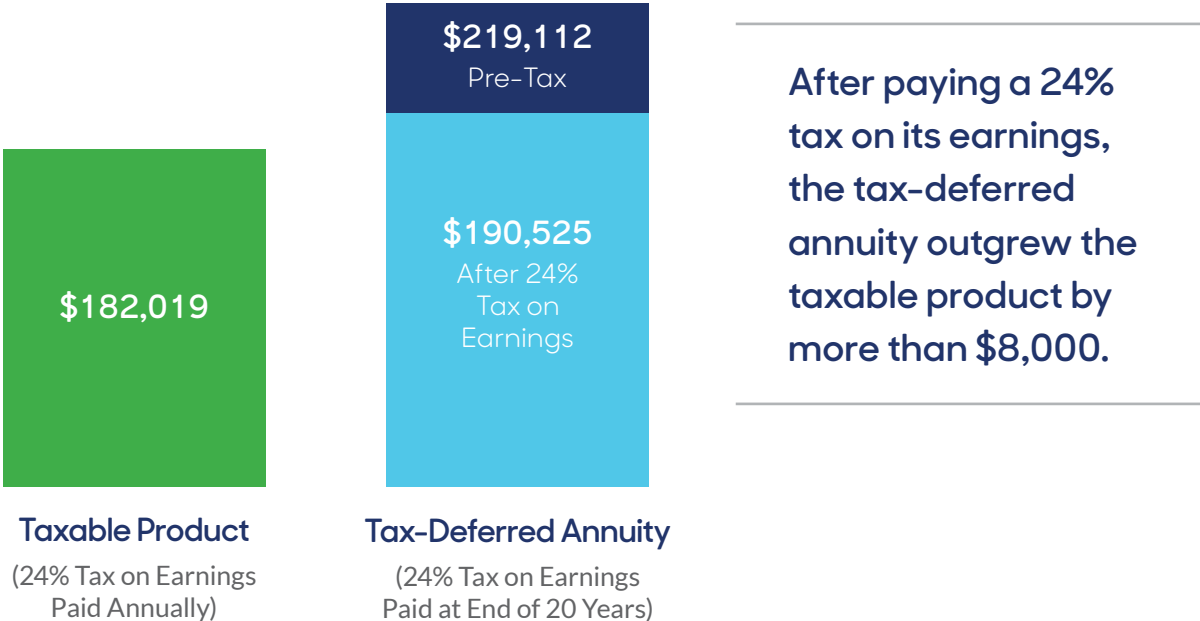 $219,112
Pre-Tax
$190,525
After 24%
Tax on
Earnings
$182,019
After paying a 24%
tax on its earnings,
the tax-deferred
annuity outgrew the
taxable product by
more than $8,000.
Taxable Product
(24% Tax on Earnings
Paid Annually)
Tax-Deferred Annuity
(24% Tax on Earnings
Paid at End of 20 Years)